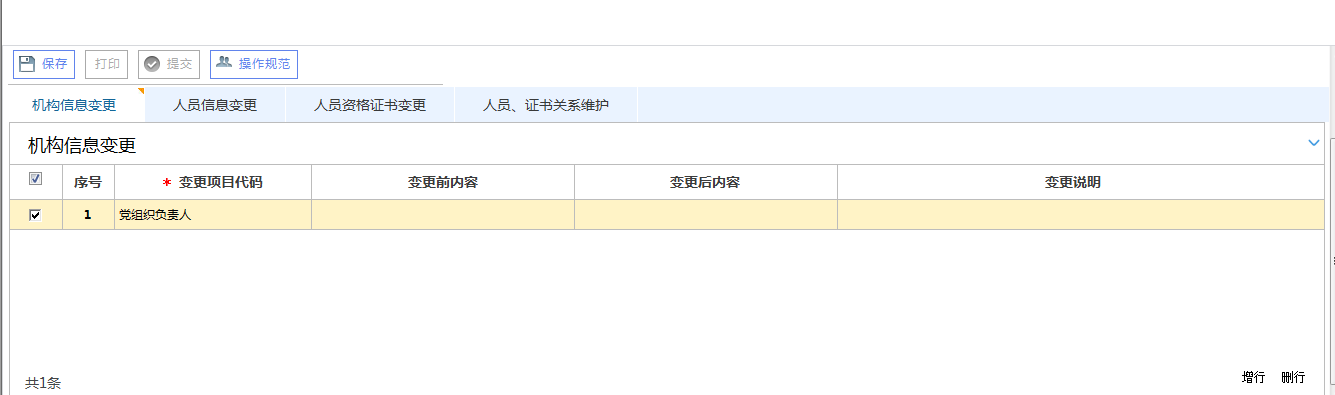 保存 打印 提交 操作规范
机构信息变更 人员信息变更 人员资格证书变更 人员、证书关系维护
机构信息变更
序号 * 变更项目代码 变更前内容 变更后内容 变更说明
1 党组织负责人
共1条 增行 删行